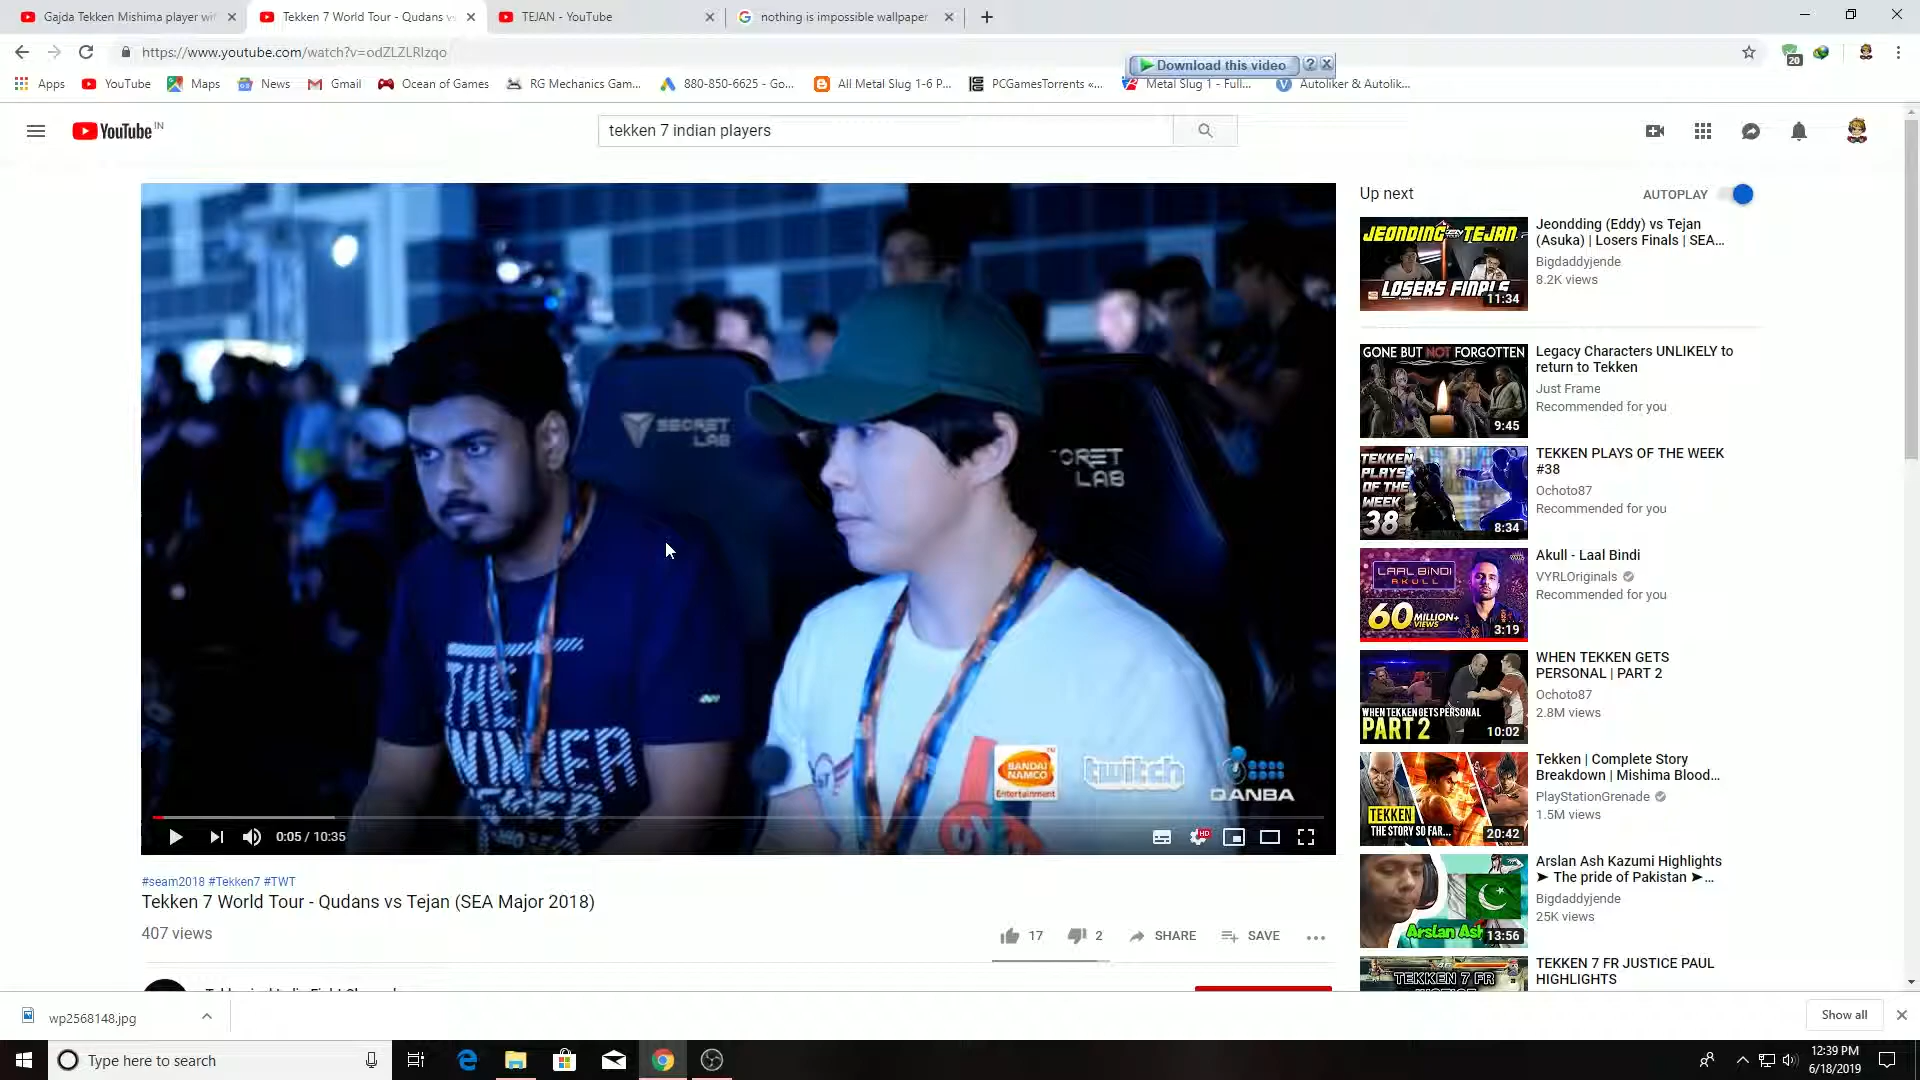 Gajda Tekken Mishima player wit
Tekken 7 World Tour - Qudans vs
TEJAN - YouTube
nothing is impossible wallpaper
https://www.youtube.com/watch?v=odZLZLRlzqo
20
Download this video
Apps
YouTube
Maps
News
Gmail
Ocean of Games
RG Mechanics Gam...
880-850-6625 - Go...
All Metal Slug 1-6 P...
PCGamesTorrents «...
Metal Slug 1 - Full...
Autoliker & Autolik...
YouTube IN
tekken 7 indian players
Up next
AUTOPLAY
JEONDDING TEJAN
LOSERS FINALS
11:34
Jeondding (Eddy) vs Tejan
(Asuka) | Losers Finals | SEA...
Bigdaddyjende
8.2K views
GONE BUT NOT FORGOTTEN
9:45
Legacy Characters UNLIKELY to
return to Tekken
Just Frame
Recommended for you
TEKKEN
PLAYS
OF THE
WEEK
38
8:34
TEKKEN PLAYS OF THE WEEK
#38
Ochoto87
Recommended for you
LAAL BINDI
AKULL
60 MILLION+
VIEWS
3:19
Akull - Laal Bindi
VYRLOriginals
Recommended for you
WHEN TEKKEN GETS PERSONAL
PART 2
10:02
WHEN TEKKEN GETS
PERSONAL | PART 2
Ochoto87
2.8M views
TEKKEN
THE STORY SO FAR...
20:42
Tekken | Complete Story
Breakdown | Mishima Blood...
PlayStationGrenade
1.5M views
Arslan Ash
13:56
Arslan Ash Kazumi Highlights
➤ The pride of Pakistan ➤...
Bigdaddyjende
25K views
TEKKEN 7 FR
TEKKEN 7 FR JUSTICE PAUL
HIGHLIGHTS
SECRET
LAB
CRET
LAB
THE
WINNER
BANDAI
NAMCO
Entertainment
twitch
QANBA
0:05 / 10:35
HD
#seam2018 #Tekken7 #TWT
Tekken 7 World Tour - Qudans vs Tejan (SEA Major 2018)
407 views
17
2
SHARE
SAVE
wp2568148.jpg
Show all
Type here to search
12:39 PM
6/18/2019